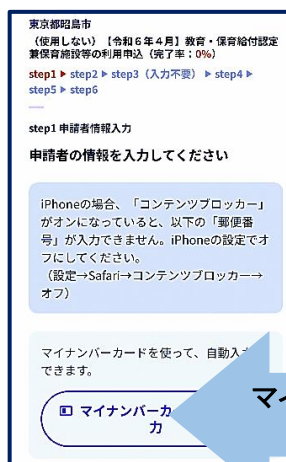 東京都昭島市
（使用しない）【令和６年４月】教育・保育給付認定
兼保育施設等の利用申込（完了率：0%）
step1 ▶ step2 ▶ step3（入力不要） ▶ step4 ▶
step5 ▶ step6
step1 申請者情報入力
申請者の情報を入力してください
iPhoneの場合、「コンテンツブロッカー」
がオンになっていると、以下の「郵便番
号」が入力できません。iPhoneの設定でオ
フにしてください。
（設定→Safari→コンテンツブロッカー→
オフ）
マイナンバーカードを使って、自動入
できます。
マイナンバーカ
力
マイ